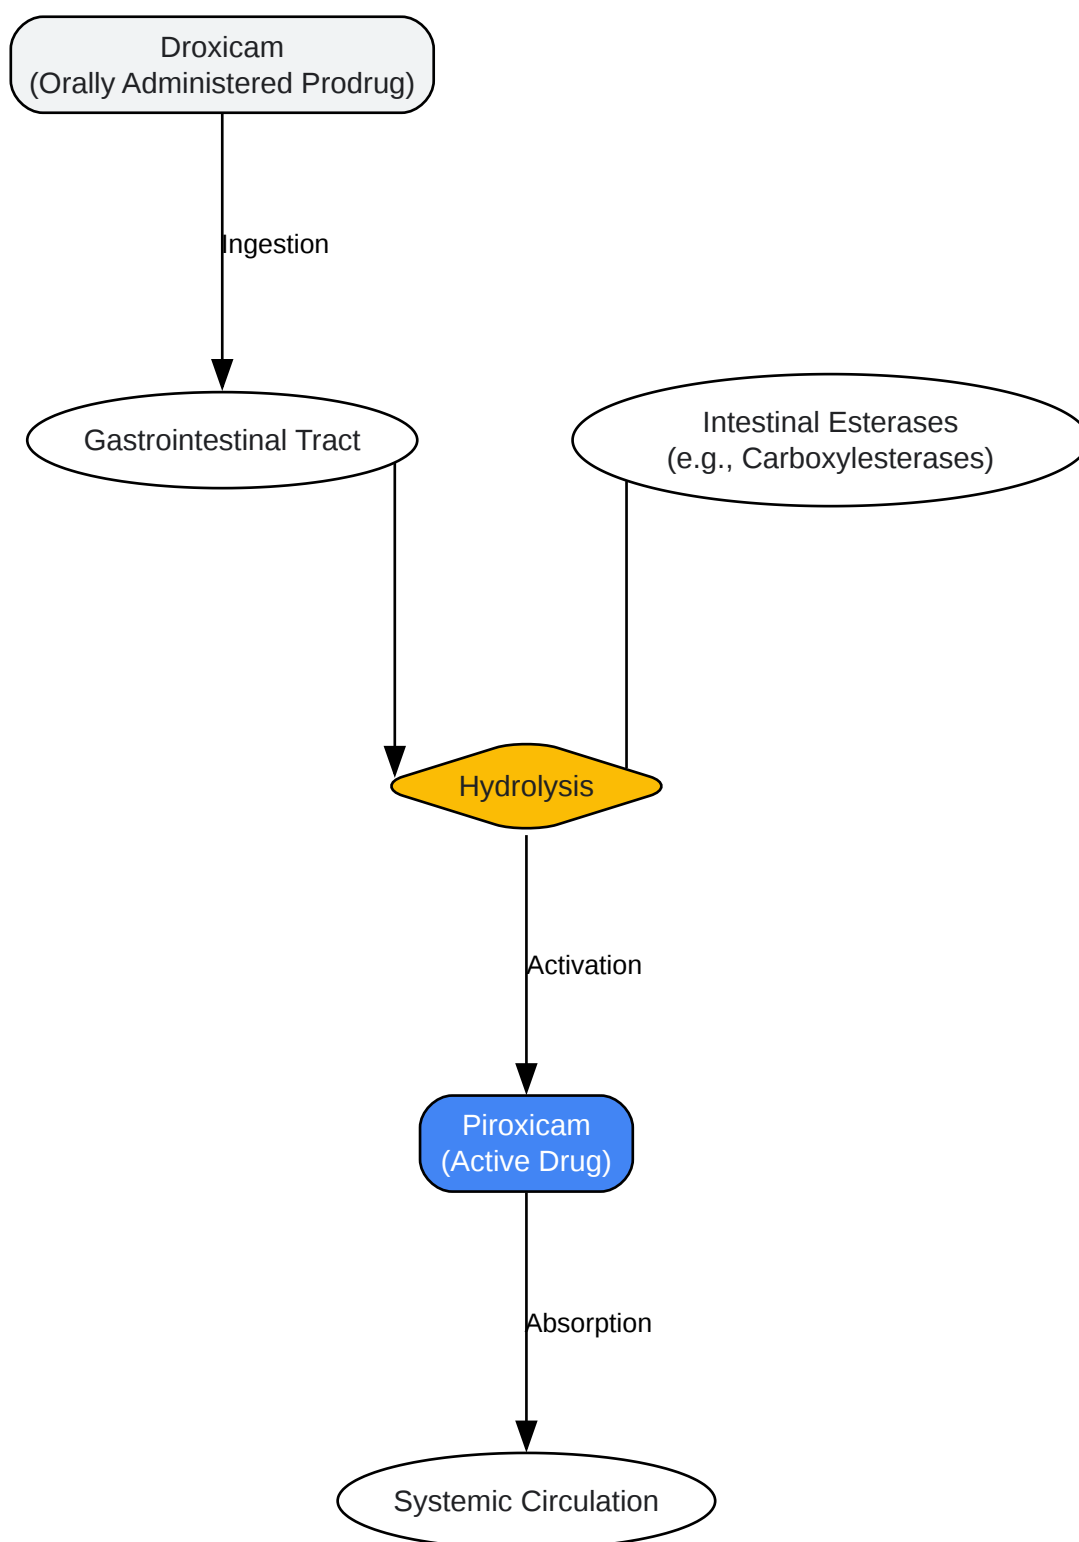 Droxicam
(Orally Administered Prodrug)
Ingestion
Gastrointestinal Tract
Intestinal Esterases
(e.g., Carboxylesterases)
Hydrolysis
Activation
Piroxicam
(Active Drug)
Absorption
Systemic Circulation